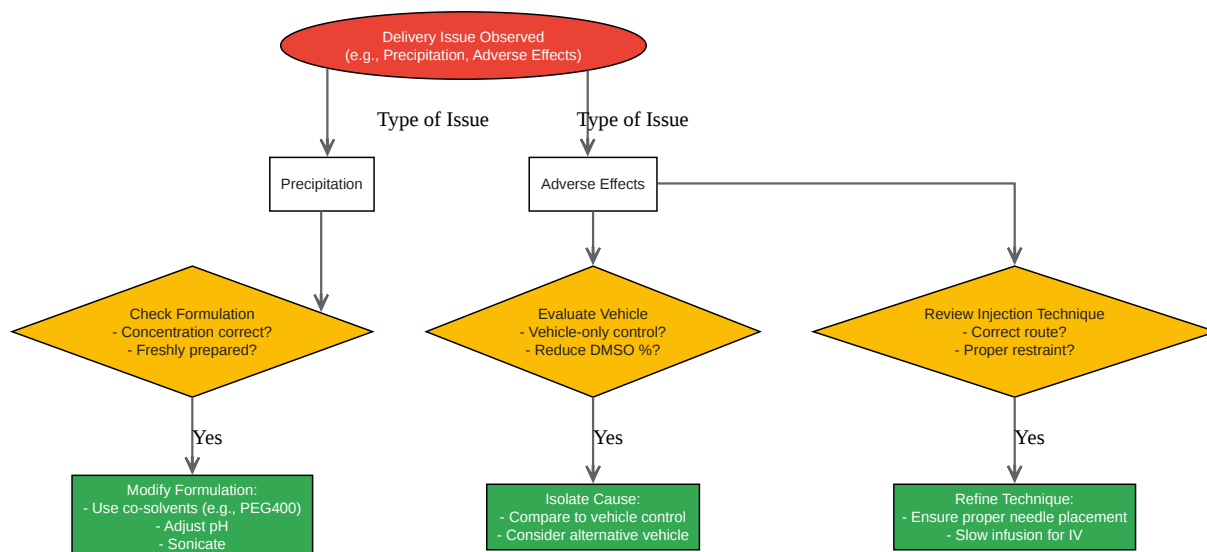 Delivery Issue Observed
(e.g., Precipitation, Adverse Effects)
Type of Issue
Type of Issue
Precipitation
Adverse Effects
Check Formulation
- Concentration correct?
- Freshly prepared?
Evaluate Vehicle
- Vehicle-only control?
- Reduce DMSO %?
Review Injection Technique
- Correct route?
- Proper restraint?
Yes
Yes
Yes
Modify Formulation:
- Use co-solvents (e.g., PEG400)
- Adjust pH
- Sonicate
Isolate Cause:
- Compare to vehicle control
- Consider alternative vehicle
Refine Technique:
- Ensure proper needle placement
- Slow infusion for IV